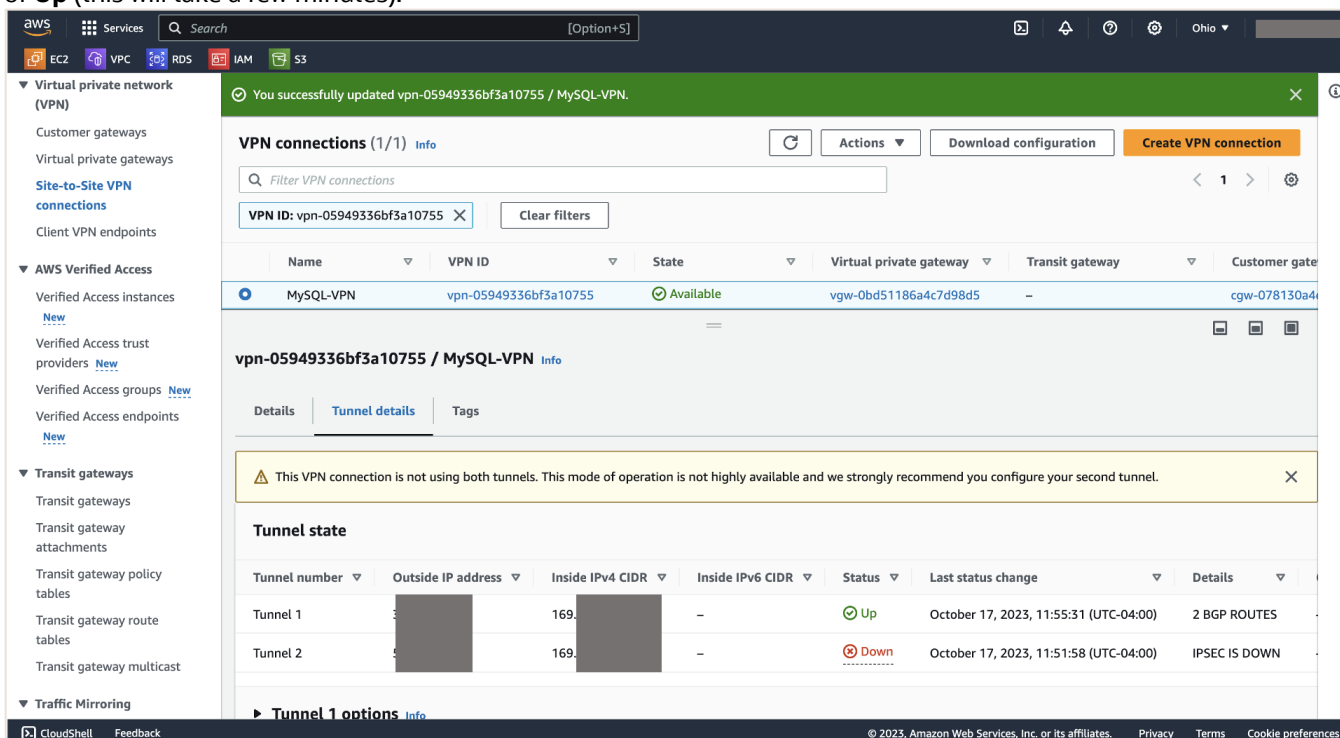 of Up (this will take a few minutes).
aws Services Search [Option+S] Ohio
EC2 VPC RDS IAM S3
Virtual private network (VPN)
Customer gateways
Virtual private gateways
Site-to-Site VPN connections
Client VPN endpoints
AWS Verified Access
Verified Access instances
New
Verified Access trust providers New
Verified Access groups New
Verified Access endpoints
New
Transit gateways
Transit gateways
Transit gateway attachments
Transit gateway policy tables
Transit gateway route tables
Transit gateway multicast
Traffic Mirroring
You successfully updated vpn-05949336bf3a10755 / MySQL-VPN.
VPN connections (1/1) Info Actions Download configuration Create VPN connection
Filter VPN connections 1
VPN ID: vpn-05949336bf3a10755 Clear filters
Name VPN ID State Virtual private gateway Transit gateway Customer gate
MySQL-VPN vpn-05949336bf3a10755 Available vgw-0bd51186a4c7d98d5 – cgw-078130a4
vpn-05949336bf3a10755 / MySQL-VPN Info
Details Tunnel details Tags
This VPN connection is not using both tunnels. This mode of operation is not highly available and we strongly recommend you configure your second tunnel.
Tunnel state
Tunnel number Outside IP address Inside IPv4 CIDR Inside IPv6 CIDR Status Last status change Details
Tunnel 1 169. – Up October 17, 2023, 11:55:31 (UTC-04:00) 2 BGP ROUTES
Tunnel 2 169. – Down October 17, 2023, 11:51:58 (UTC-04:00) IPSEC IS DOWN
Tunnel 1 options Info
CloudShell Feedback © 2023, Amazon Web Services, Inc. or its affiliates. Privacy Terms Cookie preferences